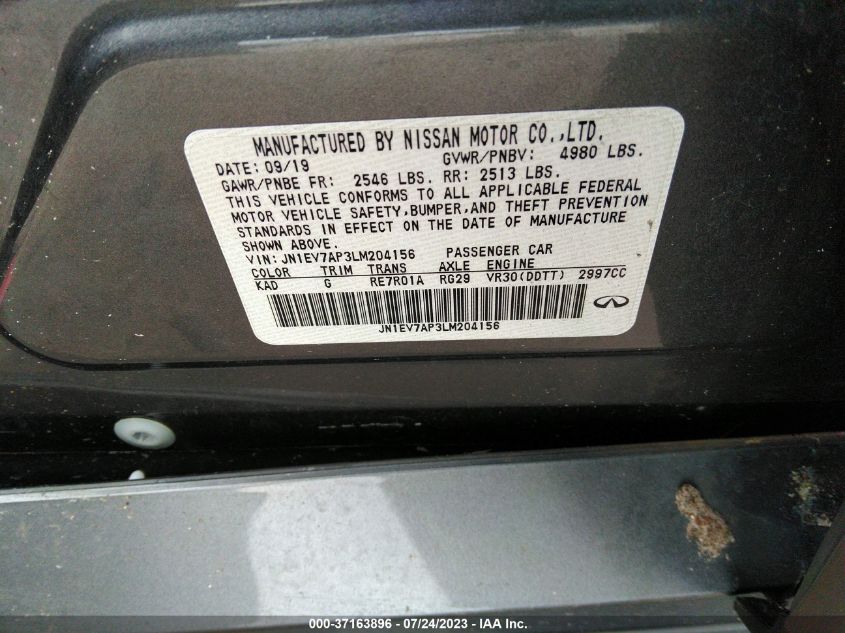 MANUFACTURED BY NISSAN MOTOR CO.,LTD.
DATE: 09/19 GVWR/PNBV: 4980 LBS.
GAWR/PNBE FR: 2546 LBS. RR: 2513 LBS.
THIS VEHICLE CONFORMS TO ALL APPLICABLE FEDERAL
MOTOR VEHICLE SAFETY,BUMPER,AND THEFT PREVENTION
STANDARDS IN EFFECT ON THE DATE OF MANUFACTURE
SHOWN ABOVE.
VIN: JN1EV7AP3LM204156 PASSENGER CAR
COLOR TRIM TRANS AXLE ENGINE
KAD G RE7R01A RG29 VR30(DDTT) 2997CC
JN1EV7AP3LM204156
000-37163896 - 07/24/2023 - IAA Inc.